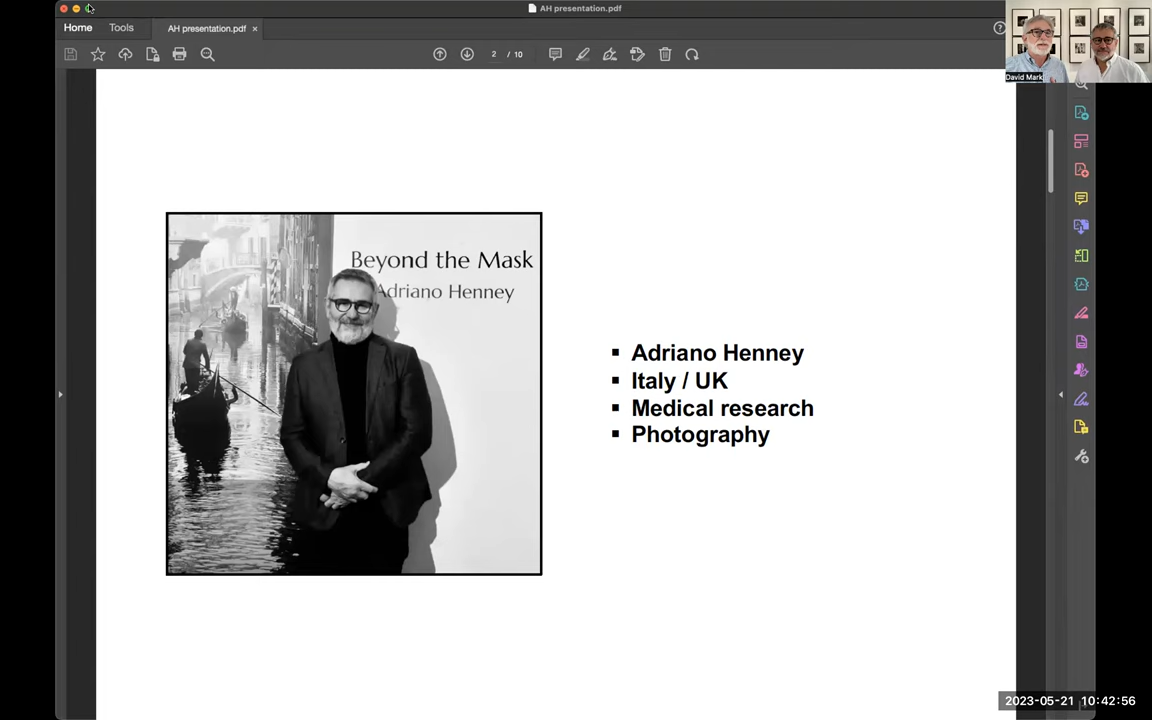 AH presentation.pdf
Home Tools AH presentation.pdf ×
2 / 10
David Mark
Beyond the Mask
Adriano Henney
▪ Adriano Henney
▪ Italy / UK
▪ Medical research
▪ Photography
2023-05-21 10:42:56